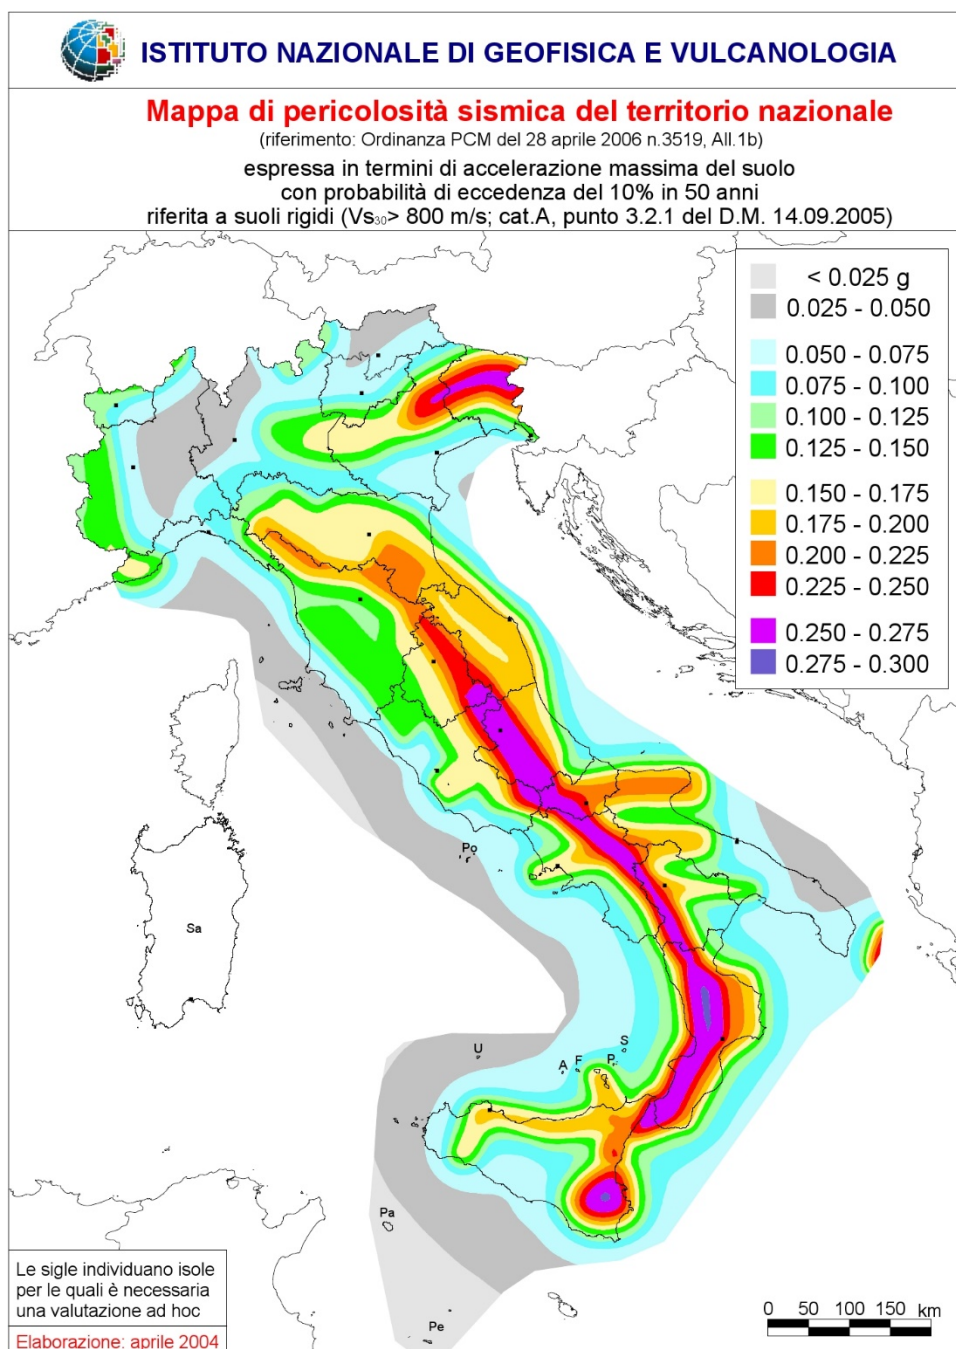 ISTITUTO NAZIONALE DI GEOFISICA E VULCANOLOGIA
Mappa di pericolosità sismica del territorio nazionale
(riferimento: Ordinanza PCM del 28 aprile 2006 n.3519, All.1b)
espressa in termini di accelerazione massima del suolo
con probabilità di eccedenza del 10% in 50 anni
riferita a suoli rigidi (Vs30> 800 m/s; cat.A, punto 3.2.1 del D.M. 14.09.2005)
< 0.025 g
0.025 - 0.050
0.050 - 0.075
0.075 - 0.100
0.100 - 0.125
0.125 - 0.150
0.150 - 0.175
0.175 - 0.200
0.200 - 0.225
0.225 - 0.250
0.250 - 0.275
0.275 - 0.300
Po
Sa
U
A
F
P
S
Pa
Pe
Le sigle individuano isole
per le quali è necessaria
una valutazione ad hoc
Elaborazione: aprile 2004
0 50 100 150 km